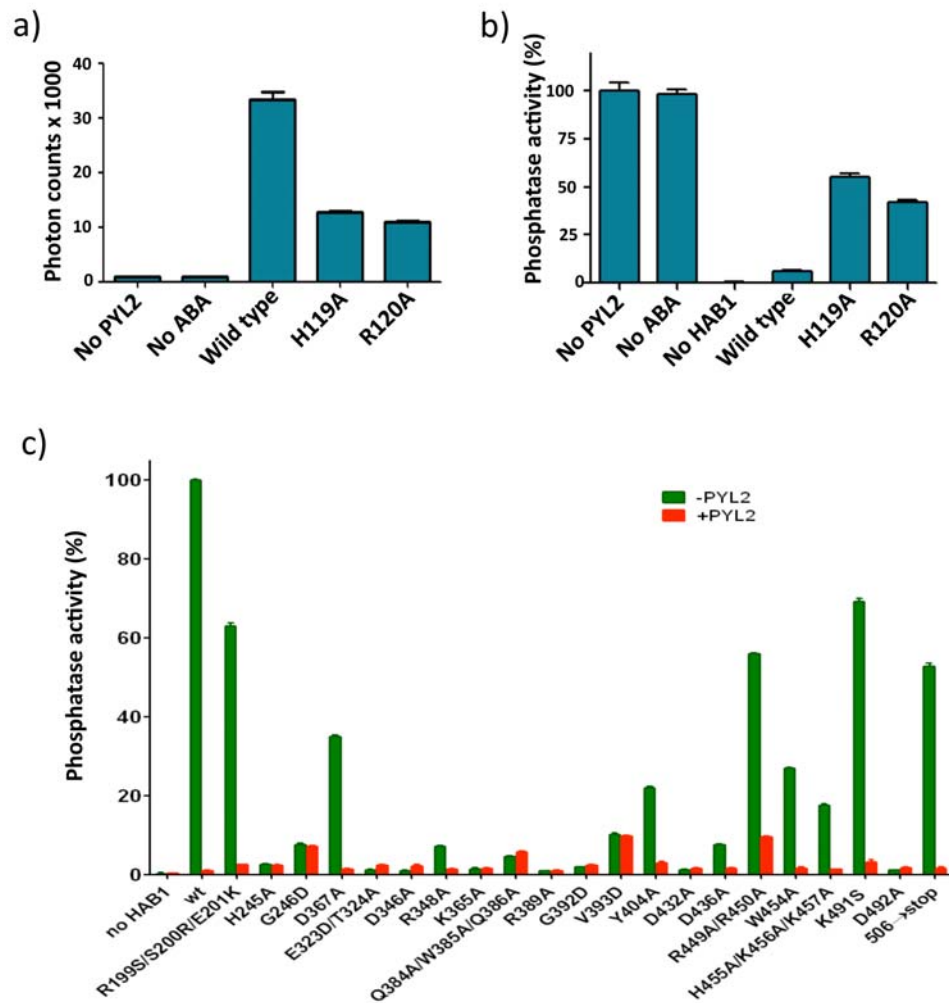 a)
Photon counts x 1000
40
30
20
10
0
No PYL2
No ABA
Wild type
H119A
R120A
b)
Phosphatase activity (%)
100
75
50
25
0
No PYL2
No ABA
No HAB1
Wild type
H119A
R120A
c)
Phosphatase activity (%)
100
80
60
40
20
0
-PYL2
+PYL2
no HAB1
wt
R199S/S200R/E201K
H245A
G246D
D367A
E323D/T324A
D346A
R348A
K365A
Q384A/W385A/Q386A
R389A
G392D
V393D
Y404A
D432A
D436A
R449A/R450A
W454A
H455A/K456A/K457A
K491S
D492A
506→stop